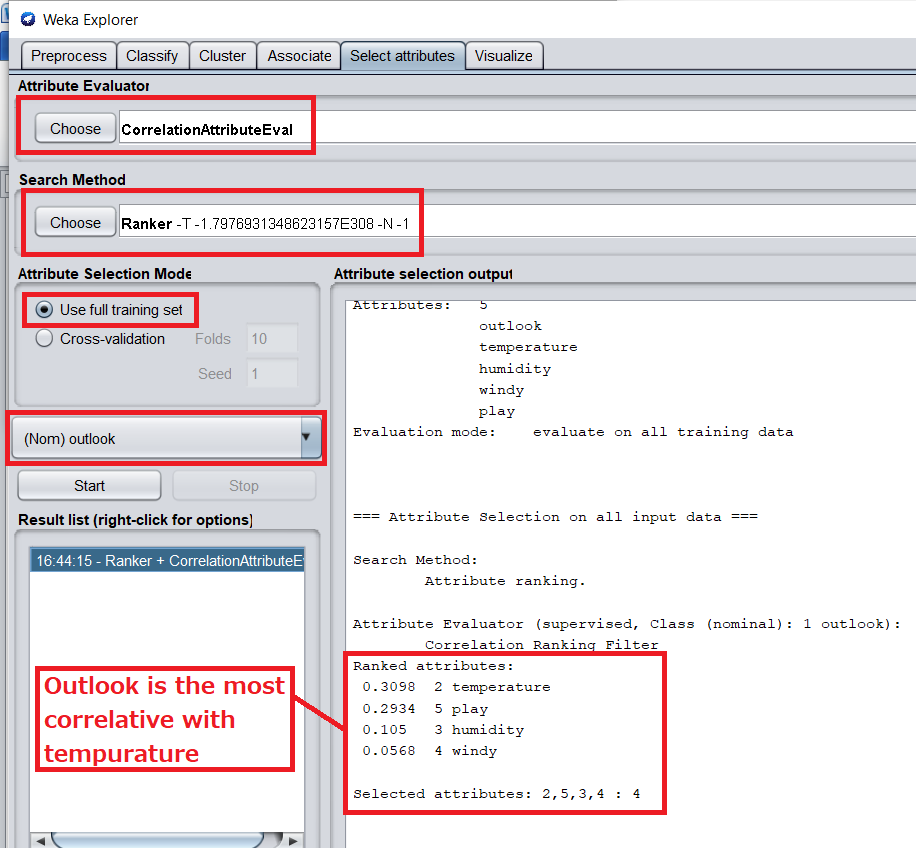 Weka Explorer
Preprocess Classify Cluster Associate Select attributes Visualize
Attribute Evaluator
Choose CorrelationAttributeEval
Search Method
Choose Ranker -T -1.7976931348623157E308 -N -1
Attribute Selection Mode
Use full training set
Cross-validation Folds 10
Seed 1
(Nom) outlook
Start Stop
Result list (right-click for options)
16:44:15 - Ranker + CorrelationAttributeE
Outlook is the most
correlative with
tempurature
Attribute selection output
Attributes: 5
outlook
temperature
humidity
windy
play
Evaluation mode: evaluate on all training data
=== Attribute Selection on all input data ===
Search Method:
Attribute ranking.
Attribute Evaluator (supervised, Class (nominal): 1 outlook):
Correlation Ranking Filter
Ranked attributes:
0.3098 2 temperature
0.2934 5 play
0.105 3 humidity
0.0568 4 windy
Selected attributes: 2,5,3,4 : 4